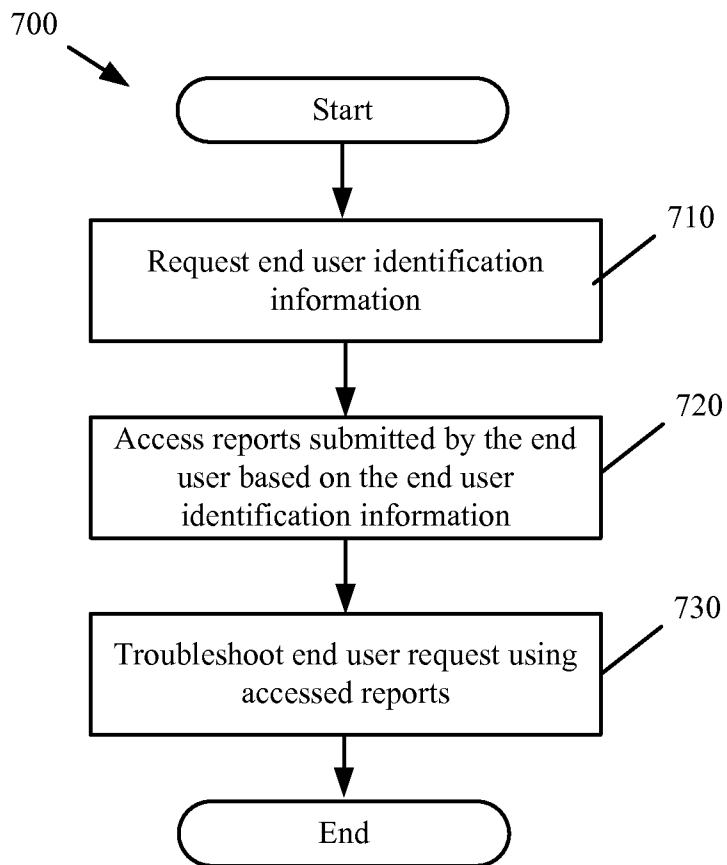 700
Start
710
Request end user identification
information
720
Access reports submitted by the end
user based on the end user
identification information
730
Troubleshoot end user request using
accessed reports
End